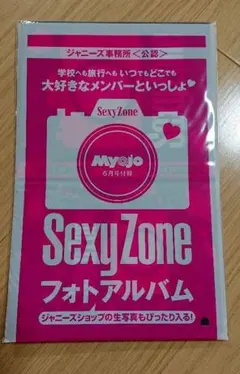 ジャニーズ事務所<公認>
学校へも旅行へも いつでもどこでも
大好きなメンバーといっしょ♥
Sexy Zone
Myojo
6月号付録
Sexy Zone
フォトアルバム
ジャニーズショップの生写真もぴったり入る!